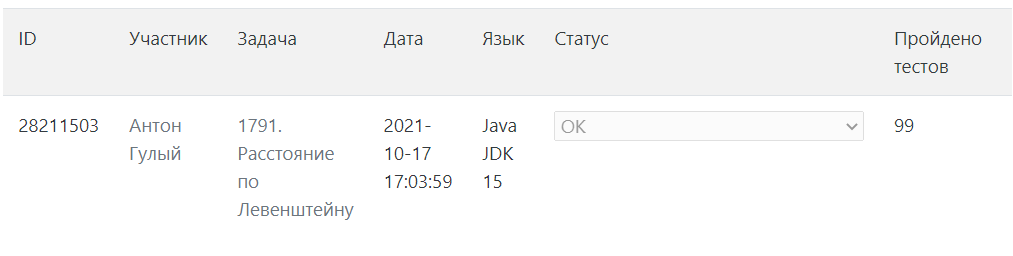 ID Участник Задача Дата Язык Статус Пройдено
тестов
28211503 Антон 1791. 2021- Java OK 99
Гулый Расстояние 10-17 JDK
по 17:03:59 15
Левенштейну